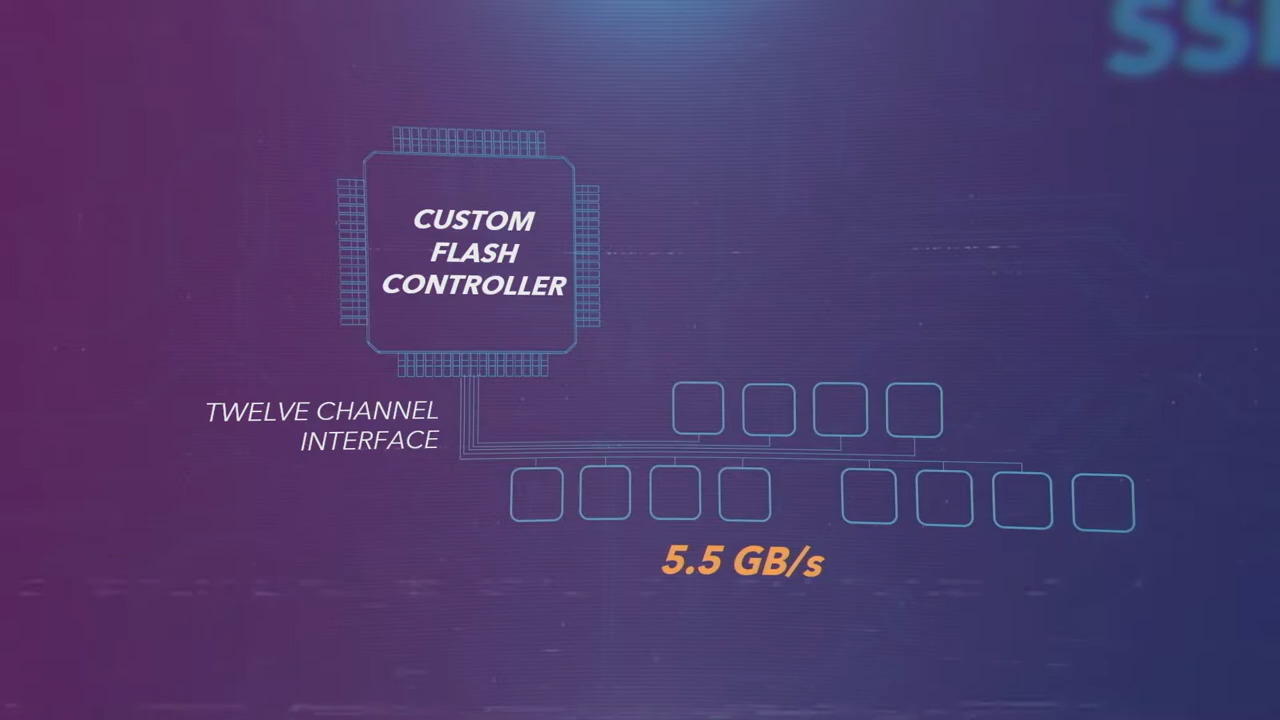 CUSTOM
FLASH
CONTROLLER
TWELVE CHANNEL
INTERFACE
5.5 GB/s